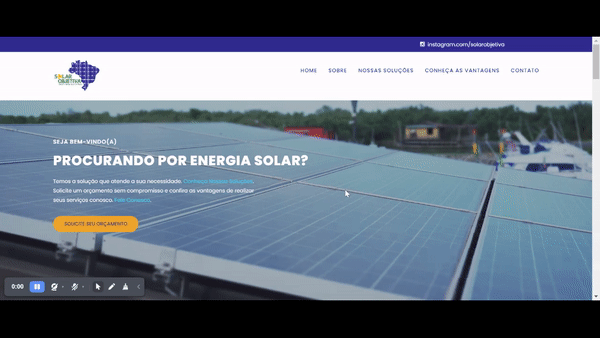 instagram.com/solarobjetiva
SOLAR
OBJETIVA
HOME SOBRE NOSSAS SOLUÇÕES CONHEÇA AS VANTAGENS CONTATO
SEJA BEM-VINDO(A)
PROCURANDO POR ENERGIA SOLAR?
Temos a solução que atende a sua necessidade. Conheça nossas soluções.
Solicite um orçamento sem compromisso e confira as vantagens de realizar
seus serviços conosco. Fale Conosco.
SOLICITE SEU ORÇAMENTO
0:00